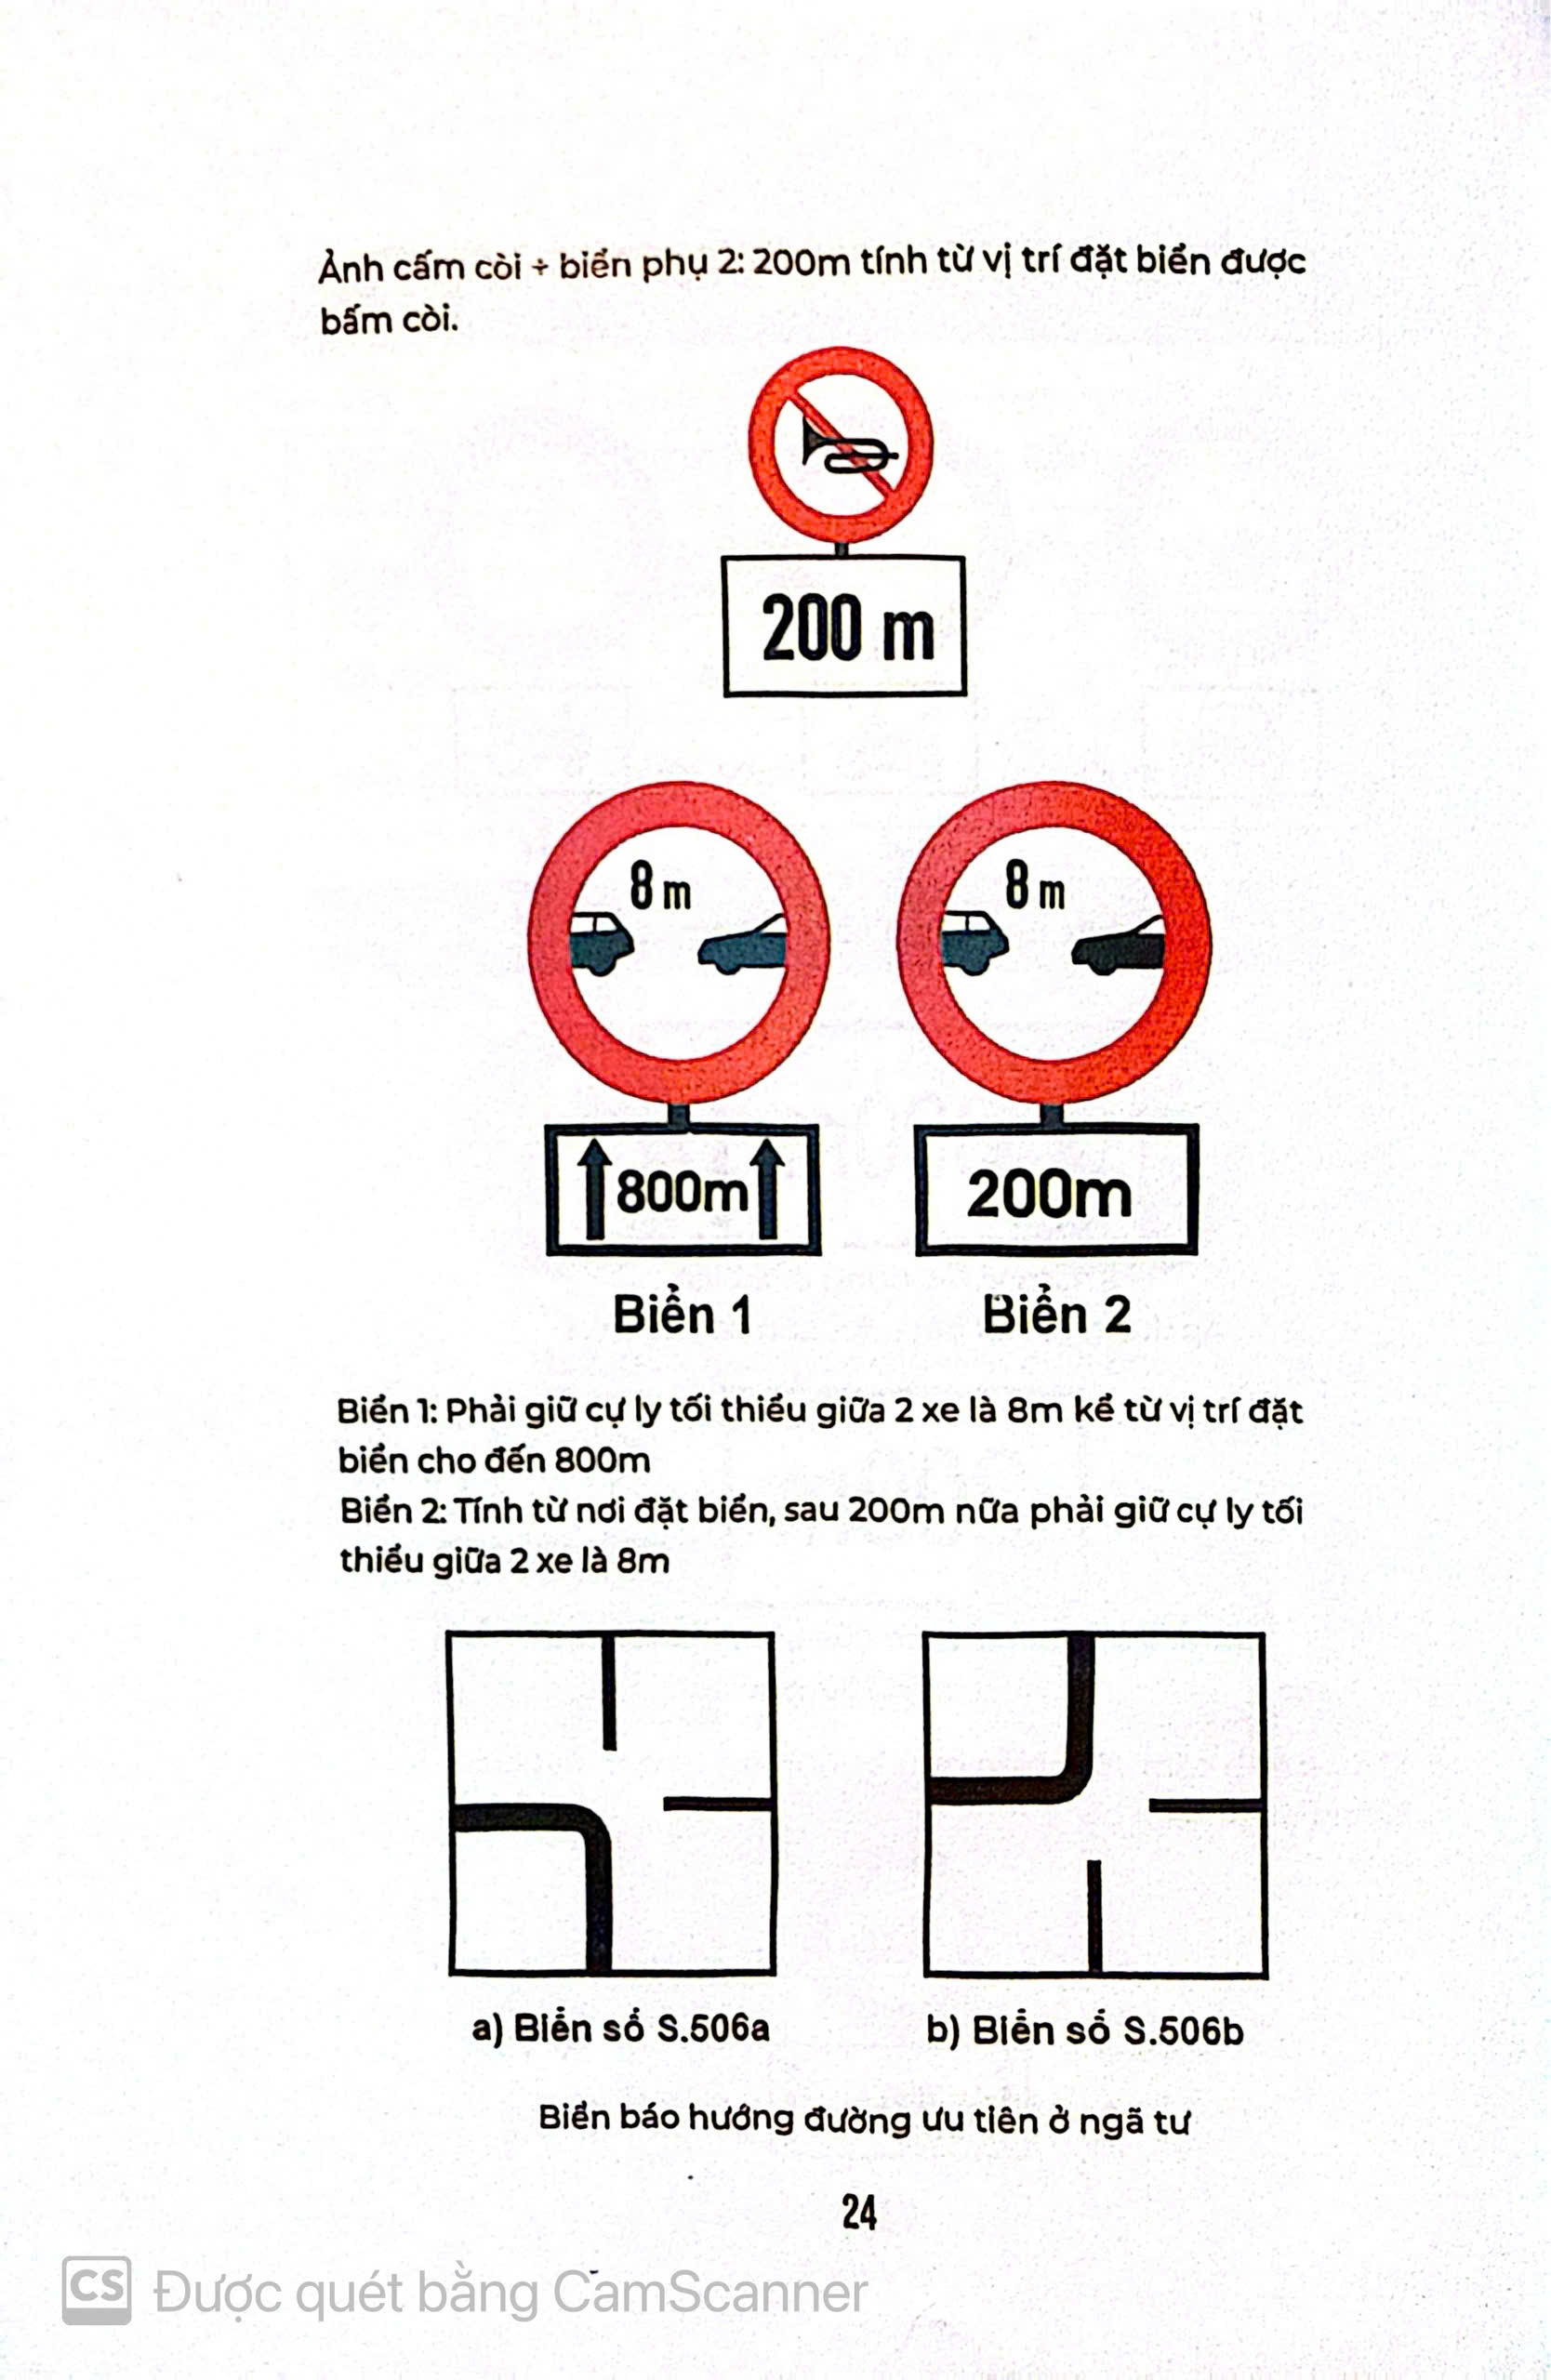 Ảnh cấm còi + biển phụ 2: 200m tính từ vị trí đặt biển được
bấm còi.
200 m
8 m
8 m
800m
200m
Biển 1
Biển 2
Biển 1: Phải giữ cự ly tối thiểu giữa 2 xe là 8m kể từ vị trí đặt
biển cho đến 800m
Biển 2: Tính từ nơi đặt biển, sau 200m nữa phải giữ cự ly tối
thiểu giữa 2 xe là 8m
a) Biển số S.506a
b) Biển số S.506b
Biển báo hướng đường ưu tiên ở ngã tư
24
CS Được quét bằng CamScanner